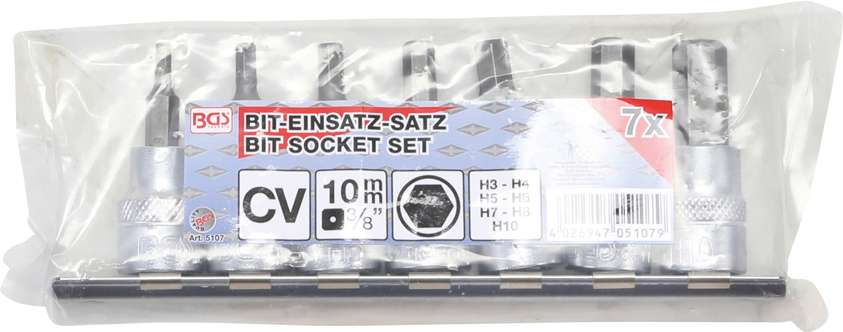 BGS
BIT-EINSATZ-SATZ
BIT SOCKET SET
7x
BGS
Art. 5107
CV
10 mm
3/8"
H3 - H4
H5 - H6
H7 - H8
H10
4 026947 051079